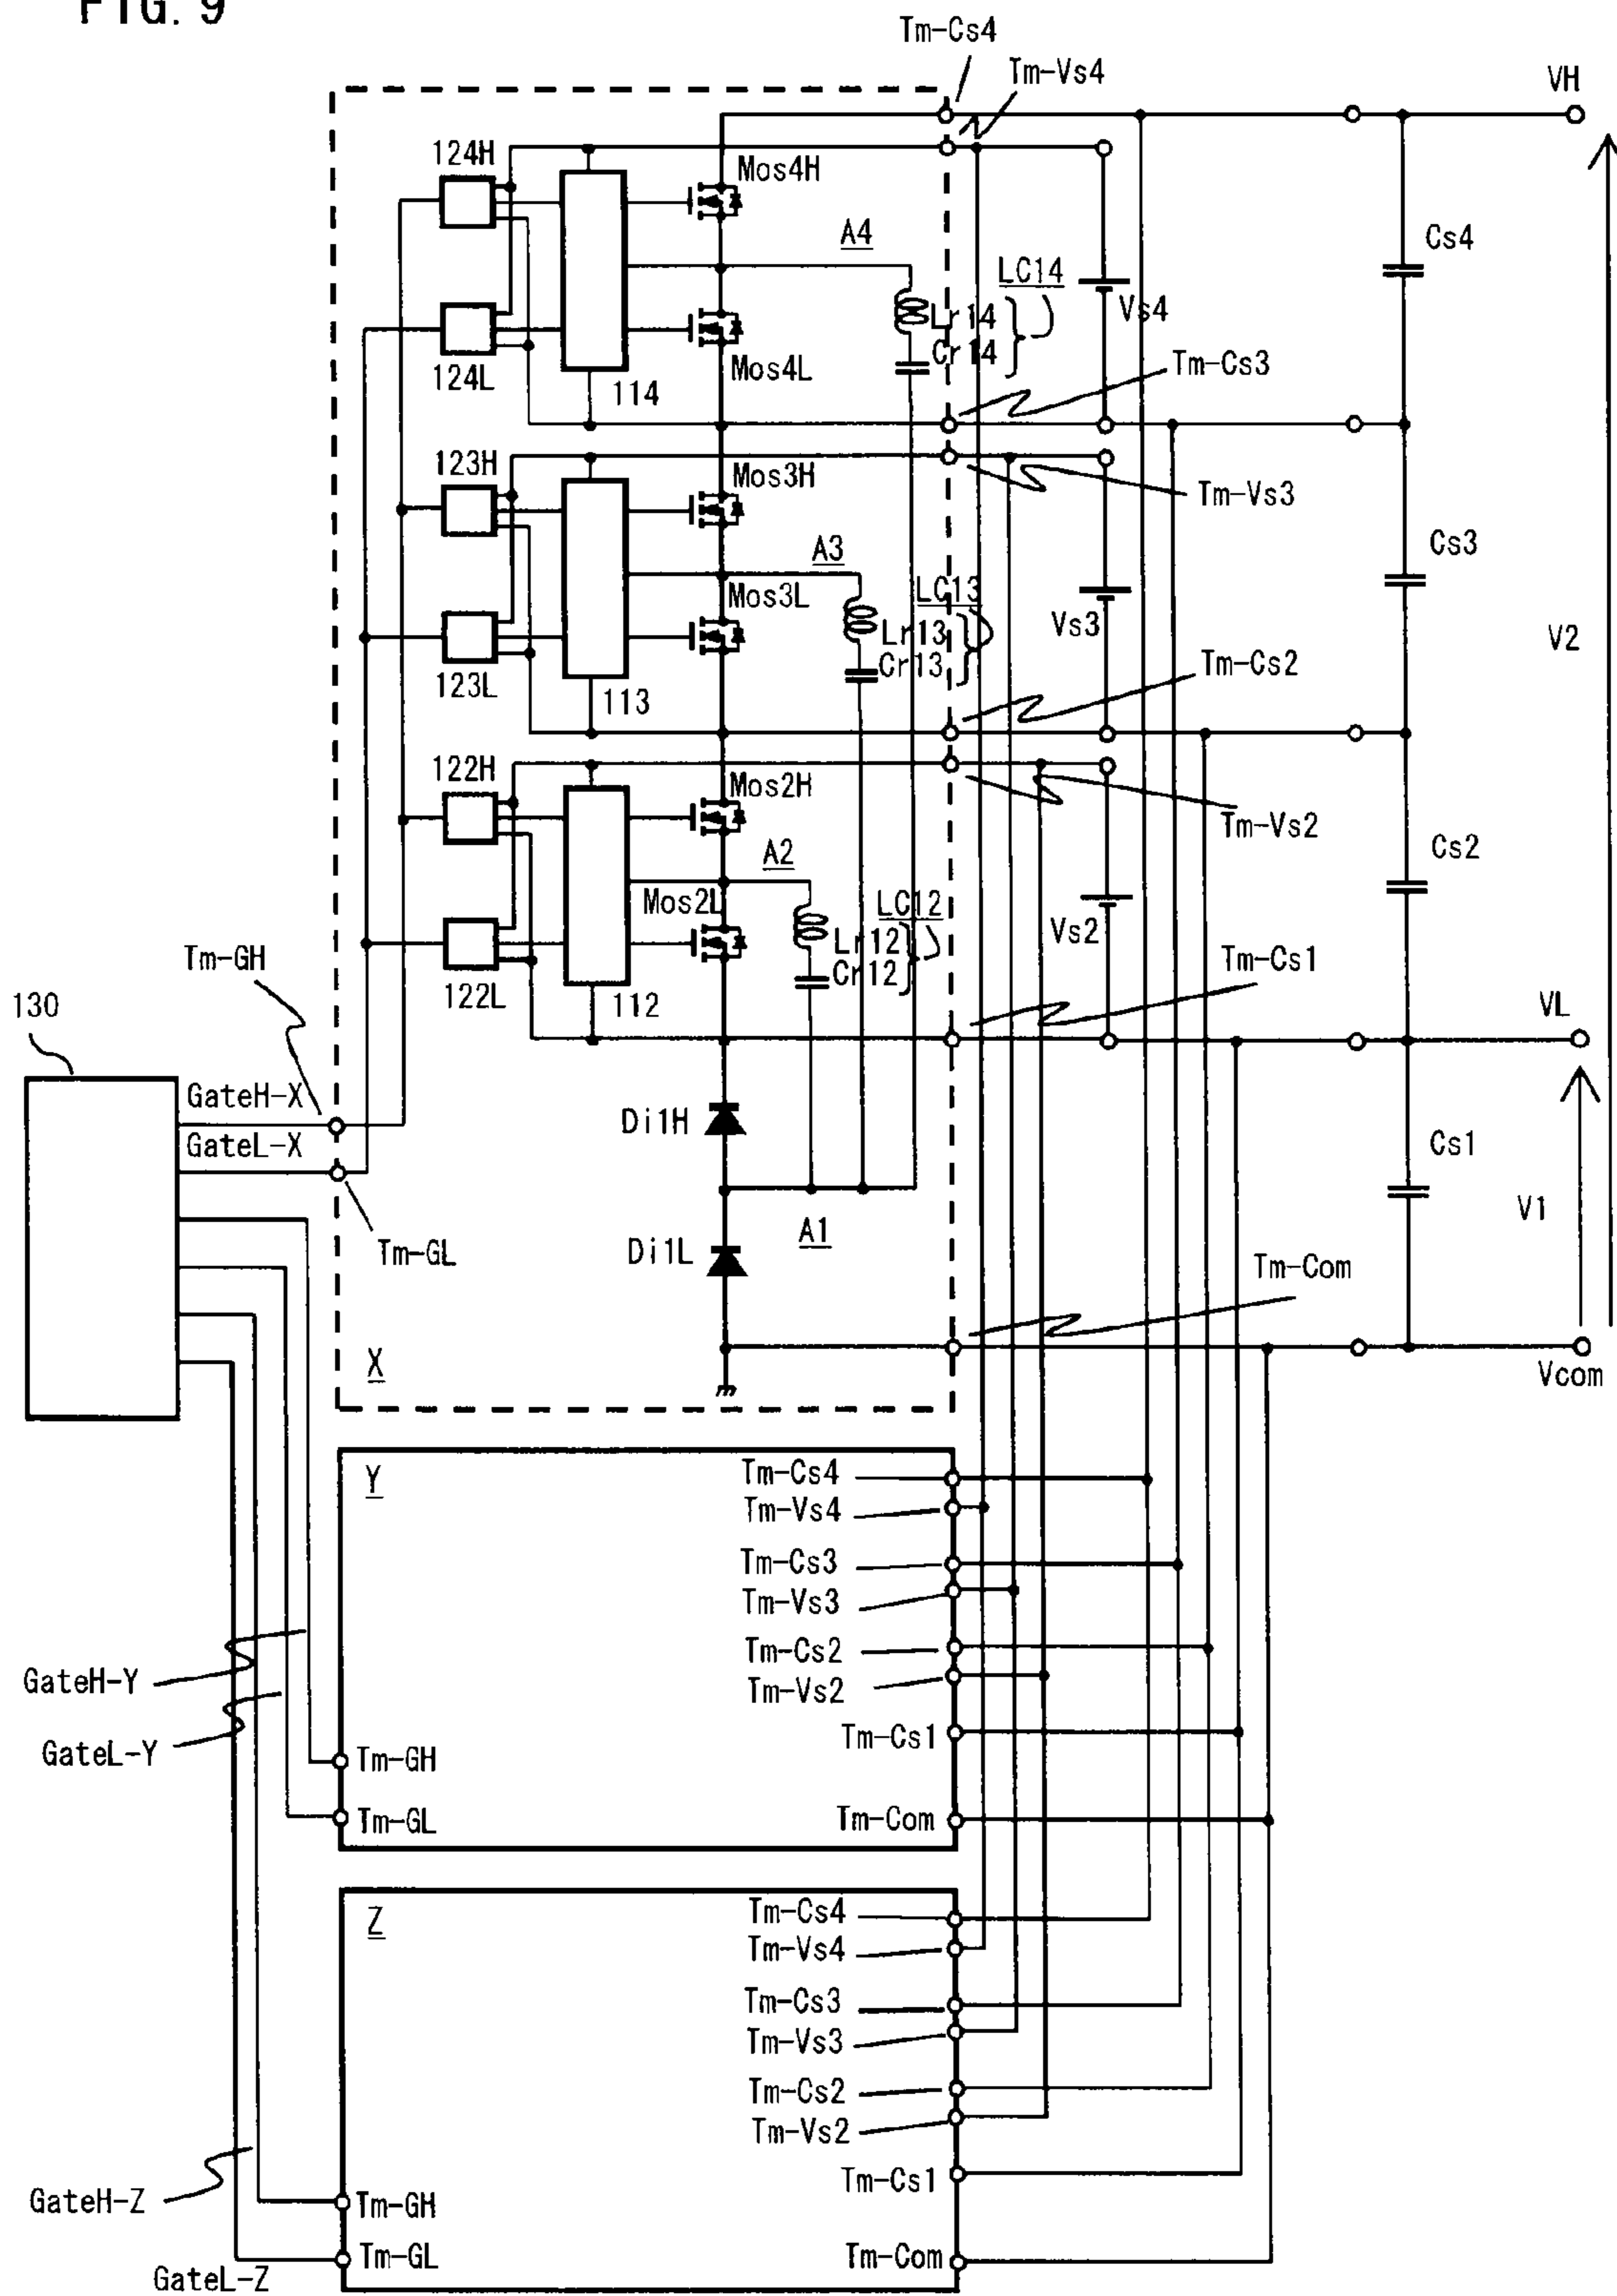 FIG. 9
Tm-Cs4
Tm-Vs4
VH
124H
Mos4H
A4
Cs4
LC14
Lr14
Cr14
Vs4
124L
114
Mos4L
Tm-Cs3
123H
Mos3H
Tm-Vs3
A3
Cs3
Mos3L
LC13
Lr13
Cr13
Vs3
V2
123L
113
Tm-Cs2
122H
Mos2H
Tm-Vs2
A2
Cs2
Mos2L
LC12
Lr12
Cr12
Vs2
Tm-GH
122L
112
Tm-Cs1
130
VL
GateH-X
Di1H
GateL-X
Cs1
V1
A1
Tm-GL
Di1L
Tm-Com
X
Vcom
Y
Tm-Cs4
Tm-Vs4
Tm-Cs3
Tm-Vs3
Tm-Cs2
GateH-Y
Tm-Vs2
Tm-Cs1
GateL-Y
Tm-GH
Tm-GL
Tm-Com
Z
Tm-Cs4
Tm-Vs4
Tm-Cs3
Tm-Vs3
Tm-Cs2
Tm-Vs2
Tm-Cs1
GateH-Z
Tm-GH
Tm-GL
Tm-Com
GateL-Z